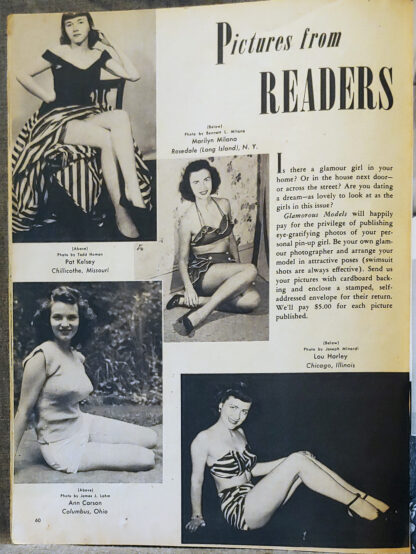 Pictures from
READERS
(Below)
Photo by Bennett L. Milana
Marilyn Milana
Rosedale (Long Island), N. Y.
Is there a glamour girl in your
home? Or in the house next door—
or across the street? Are you dating
a dream—as lovely to look at as the
girls in this issue?
Glamorous Models will happily
pay for the privilege of publishing
eye-gratifying photos of your per-
sonal pin-up girl. Be your own glam-
our photographer and arrange your
model in attractive poses (swimsuit
shots are always effective). Send us
your pictures with cardboard back-
ing and enclose a stamped, self-
addressed envelope for their return.
We'll pay $5.00 for each picture
published.
(Above)
Photo by Todd Homan
Pat Kelsey
Chillicothe, Missouri
(Below)
Photo by Joseph Minardi
Lou Harley
Chicago, Illinois
(Above)
Photo by James J. Lohre
Ann Carson
Columbus, Ohio
60